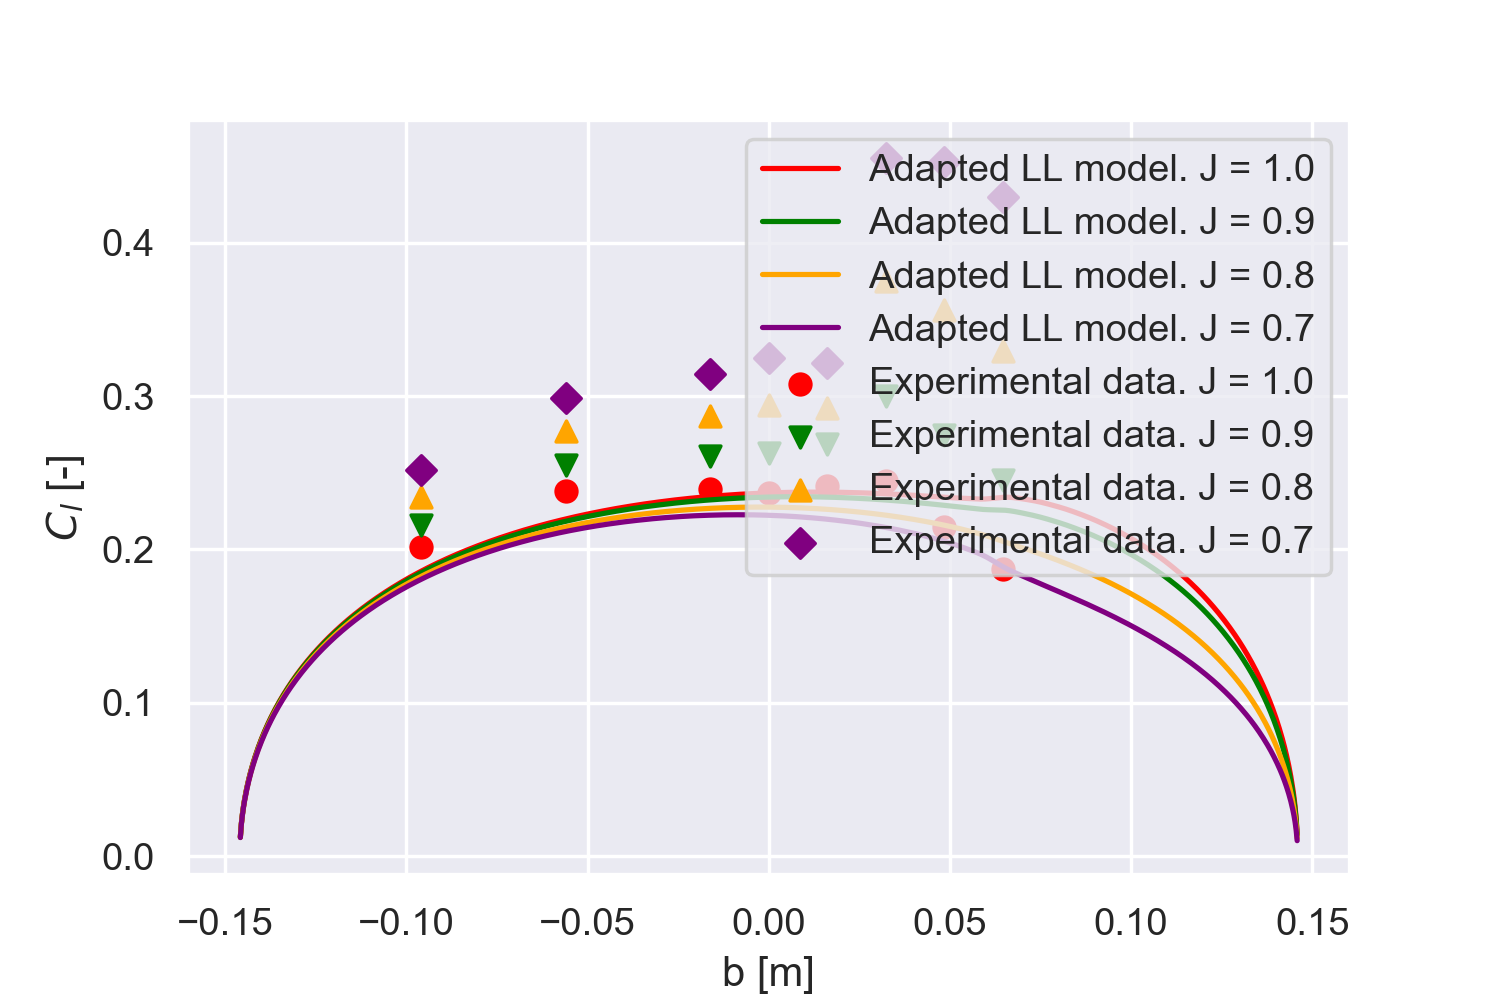 Adapted LL model. J = 1.0
Adapted LL model. J = 0.9
Adapted LL model. J = 0.8
Adapted LL model. J = 0.7
Experimental data. J = 1.0
Experimental data. J = 0.9
Experimental data. J = 0.8
Experimental data. J = 0.7
0.4
0.3
0.2
0.1
0.0
C_l [-]
−0.15 −0.10 −0.05 0.00 0.05 0.10 0.15
b [m]